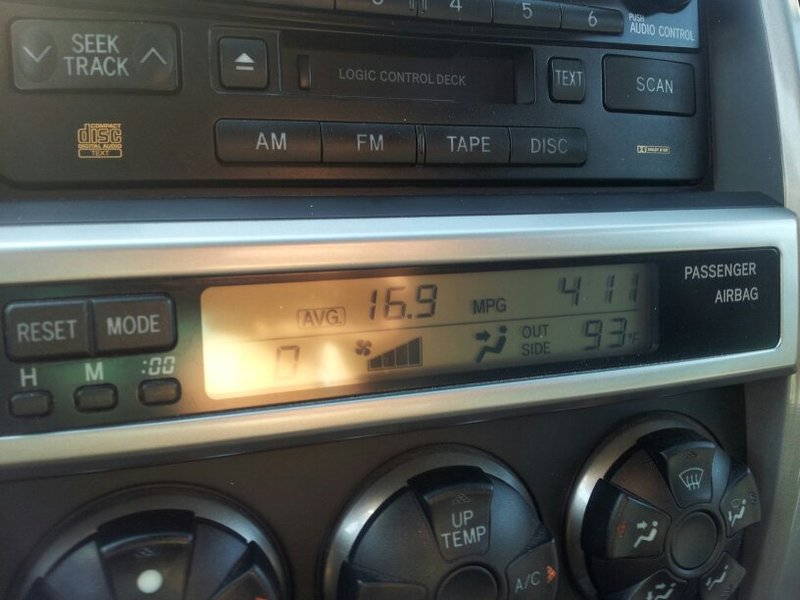 3 4 5 6
PUSH
AUDIO CONTROL
SEEK
TRACK
LOGIC CONTROL DECK
TEXT
SCAN
COMPACT
disc
DIGITAL AUDIO
TEXT
AM FM TAPE DISC
PASSENGER
AIRBAG
AVG. 16.9 MPG 4 11
RESET MODE
0 OUT SIDE 93°F
H M :00
UP
TEMP
A/C